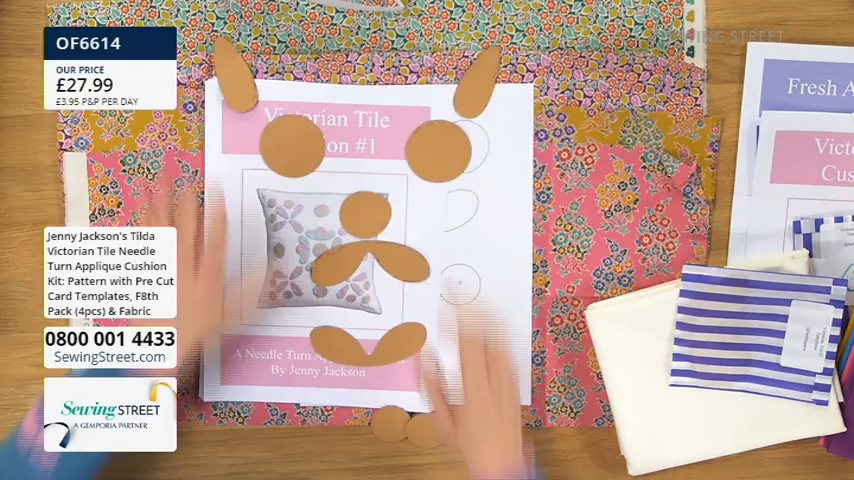 OF6614
OUR PRICE
£27.99
£3.95 P&P PER DAY
Jenny Jackson's Tilda
Victorian Tile Needle
Turn Applique Cushion
Kit: Pattern with Pre Cut
Card Templates, F8th
Pack (4pcs) & Fabric
0800 001 4433
SewingStreet.com
Sewing STREET
A GEMPORIA PARTNER
SEWING STREET
Victorian Tile
on #1
A Needle Turn App
By Jenny Jackson
Fresh A
Vict
Cus